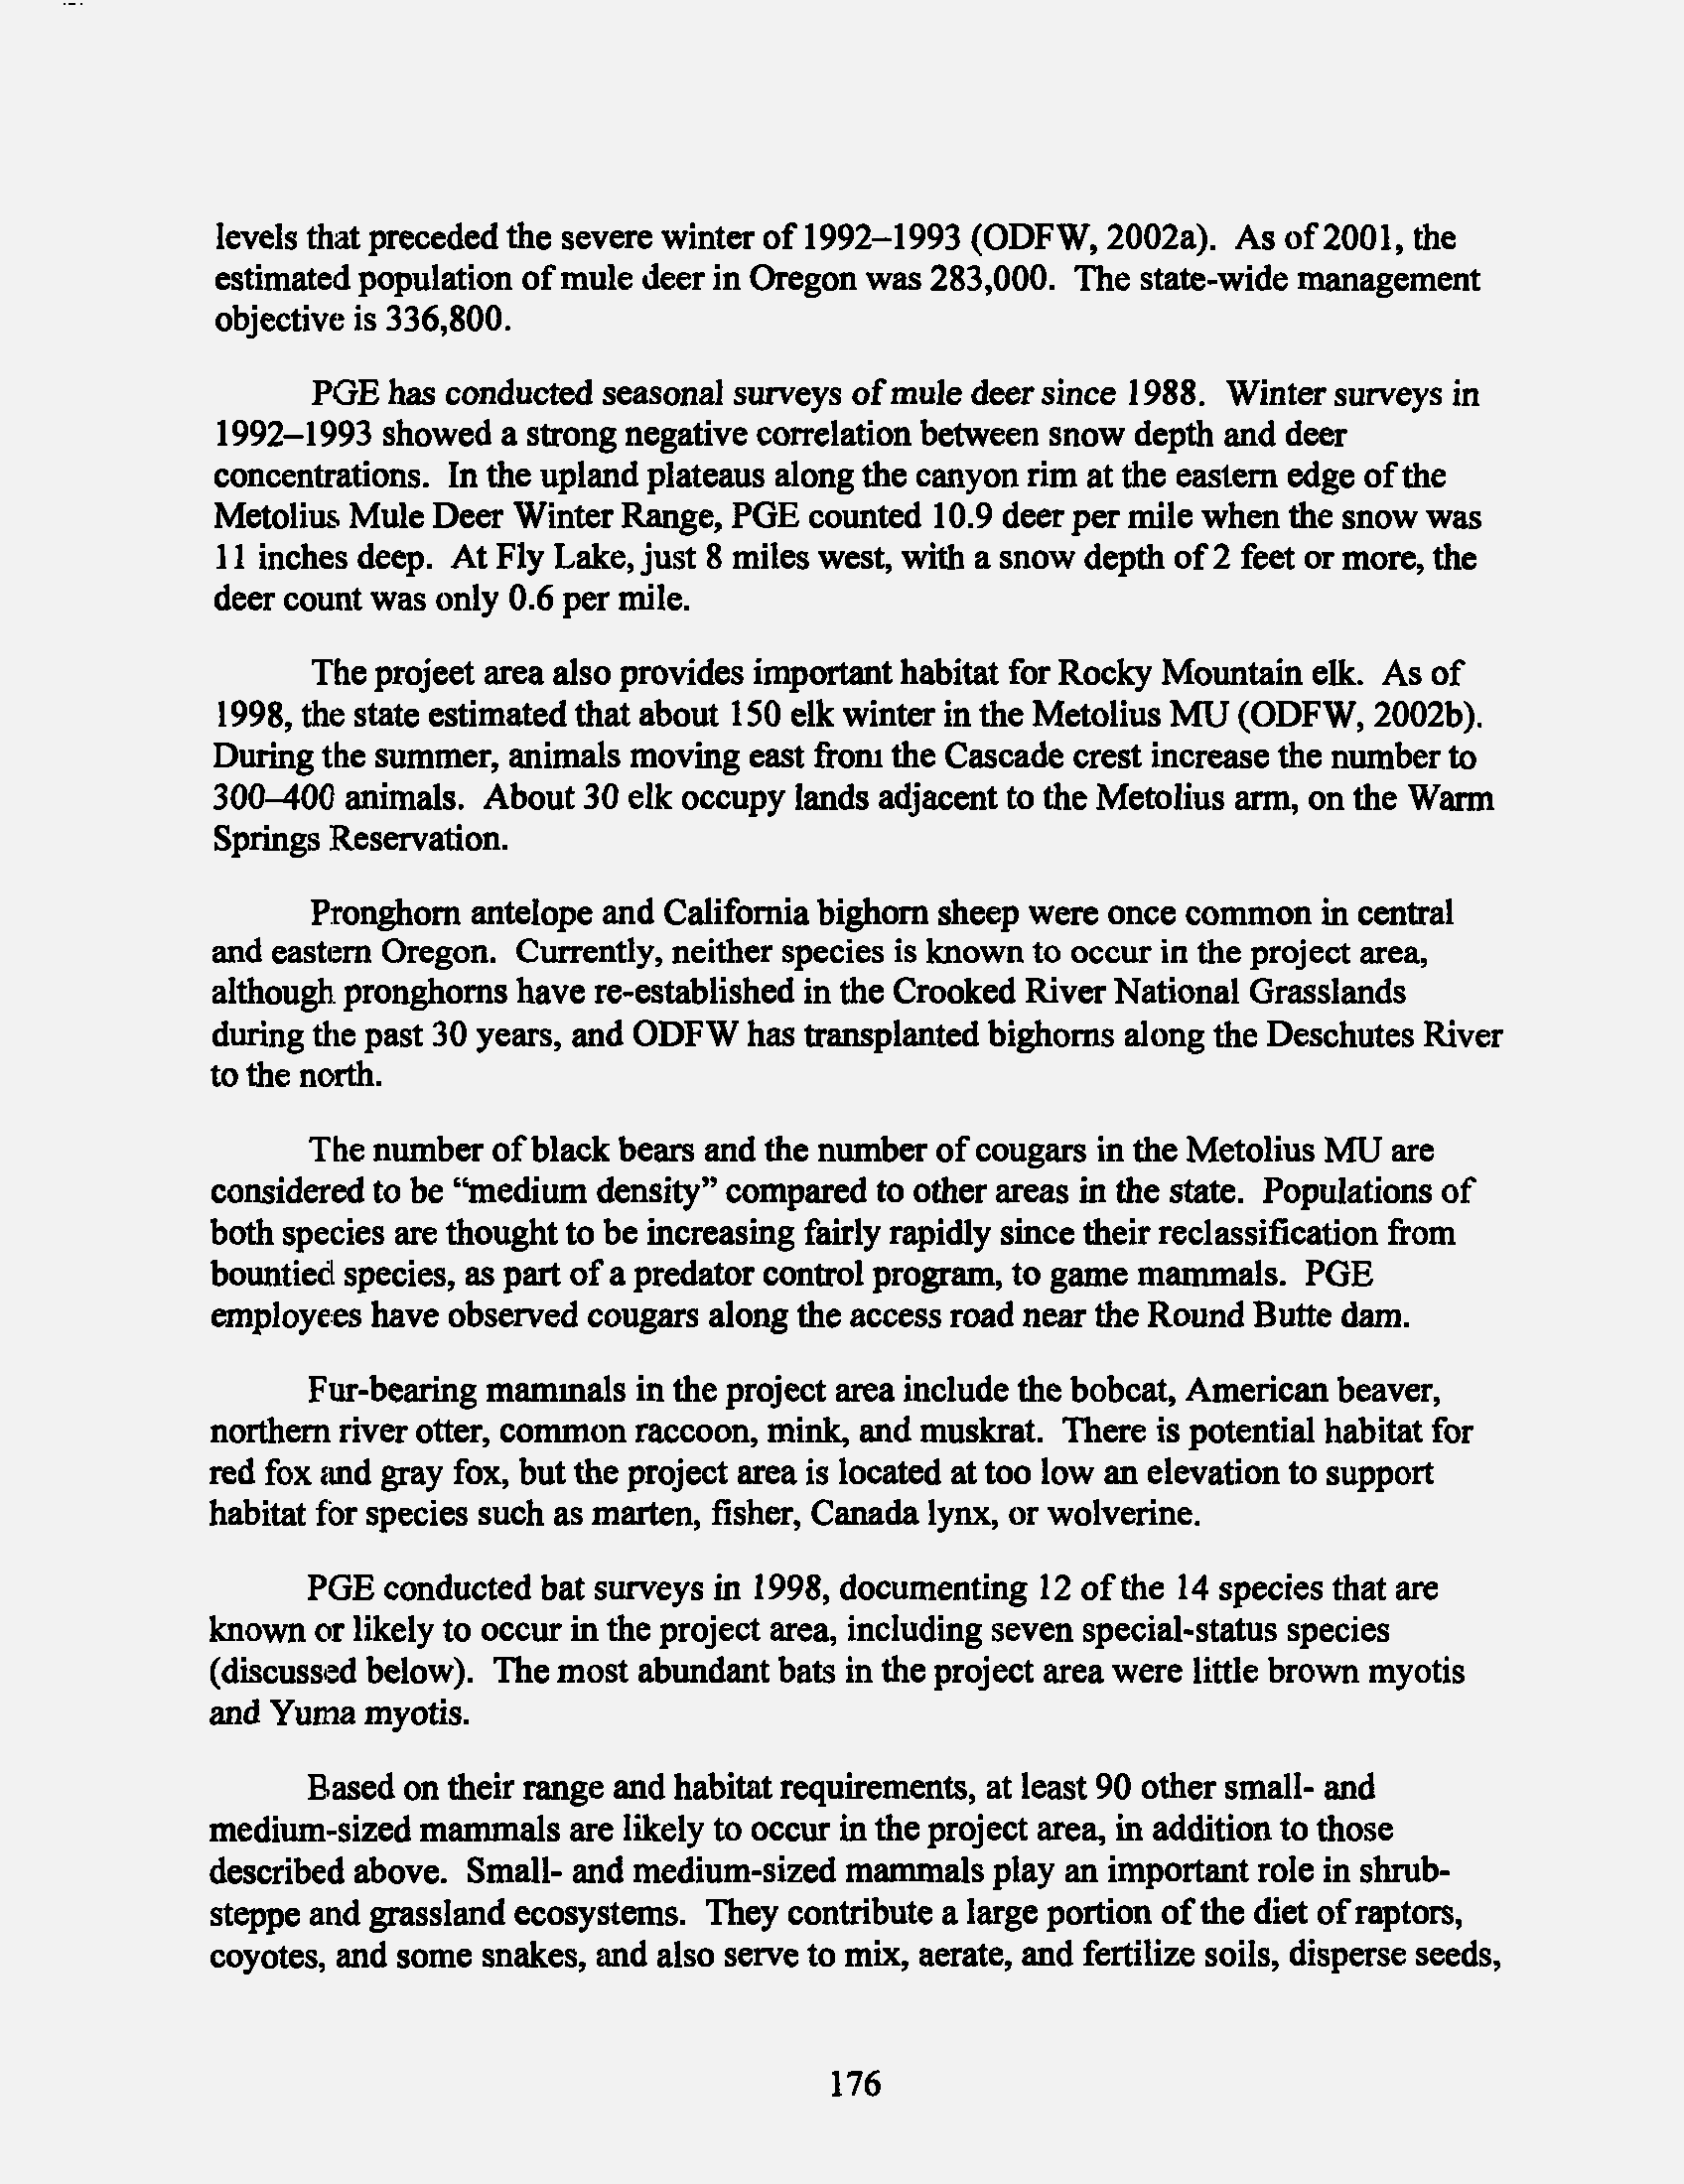 levels that preceded the severe winter of 1992–1993 (ODFW, 2002a). As of 2001, the
estimated population of mule deer in Oregon was 283,000. The state-wide management
objective is 336,800.
PGE has conducted seasonal surveys of mule deer since 1988. Winter surveys in
1992–1993 showed a strong negative correlation between snow depth and deer
concentrations. In the upland plateaus along the canyon rim at the eastern edge of the
Metolius Mule Deer Winter Range, PGE counted 10.9 deer per mile when the snow was
11 inches deep. At Fly Lake, just 8 miles west, with a snow depth of 2 feet or more, the
deer count was only 0.6 per mile.
The project area also provides important habitat for Rocky Mountain elk. As of
1998, the state estimated that about 150 elk winter in the Metolius MU (ODFW, 2002b).
During the summer, animals moving east from the Cascade crest increase the number to
300–400 animals. About 30 elk occupy lands adjacent to the Metolius arm, on the Warm
Springs Reservation.
Pronghorn antelope and California bighorn sheep were once common in central
and eastern Oregon. Currently, neither species is known to occur in the project area,
although pronghorns have re-established in the Crooked River National Grasslands
during the past 30 years, and ODFW has transplanted bighorns along the Deschutes River
to the north.
The number of black bears and the number of cougars in the Metolius MU are
considered to be “medium density” compared to other areas in the state. Populations of
both species are thought to be increasing fairly rapidly since their reclassification from
bountied species, as part of a predator control program, to game mammals. PGE
employees have observed cougars along the access road near the Round Butte dam.
Fur-bearing mammals in the project area include the bobcat, American beaver,
northern river otter, common raccoon, mink, and muskrat. There is potential habitat for
red fox and gray fox, but the project area is located at too low an elevation to support
habitat for species such as marten, fisher, Canada lynx, or wolverine.
PGE conducted bat surveys in 1998, documenting 12 of the 14 species that are
known or likely to occur in the project area, including seven special-status species
(discussed below). The most abundant bats in the project area were little brown myotis
and Yuma myotis.
Based on their range and habitat requirements, at least 90 other small- and
medium-sized mammals are likely to occur in the project area, in addition to those
described above. Small- and medium-sized mammals play an important role in shrub-
steppe and grassland ecosystems. They contribute a large portion of the diet of raptors,
coyotes, and some snakes, and also serve to mix, aerate, and fertilize soils, disperse seeds,
176